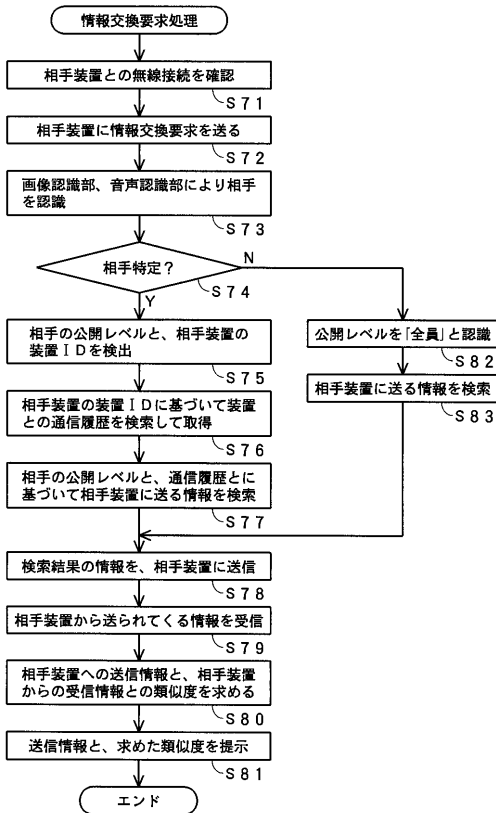 情報交換要求処理
相手装置との無線接続を確認
S71
相手装置に情報交換要求を送る
S72
画像認識部、音声認識部により相手
を認識
S73
相手特定？
N
S74
Y
相手の公開レベルと、相手装置の
装置IDを検出
S75
公開レベルを「全員」と認識
S82
相手装置に送る情報を検索
S83
相手装置の装置IDに基づいて装置
との通信履歴を検索して取得
S76
相手の公開レベルと、通信履歴とに
基づいて相手装置に送る情報を検索
S77
検索結果の情報を、相手装置に送信
S78
相手装置から送られてくる情報を受信
S79
相手装置への送信情報と、相手装置
からの受信情報との類似度を求める
S80
送信情報と、求めた類似度を提示
S81
エンド